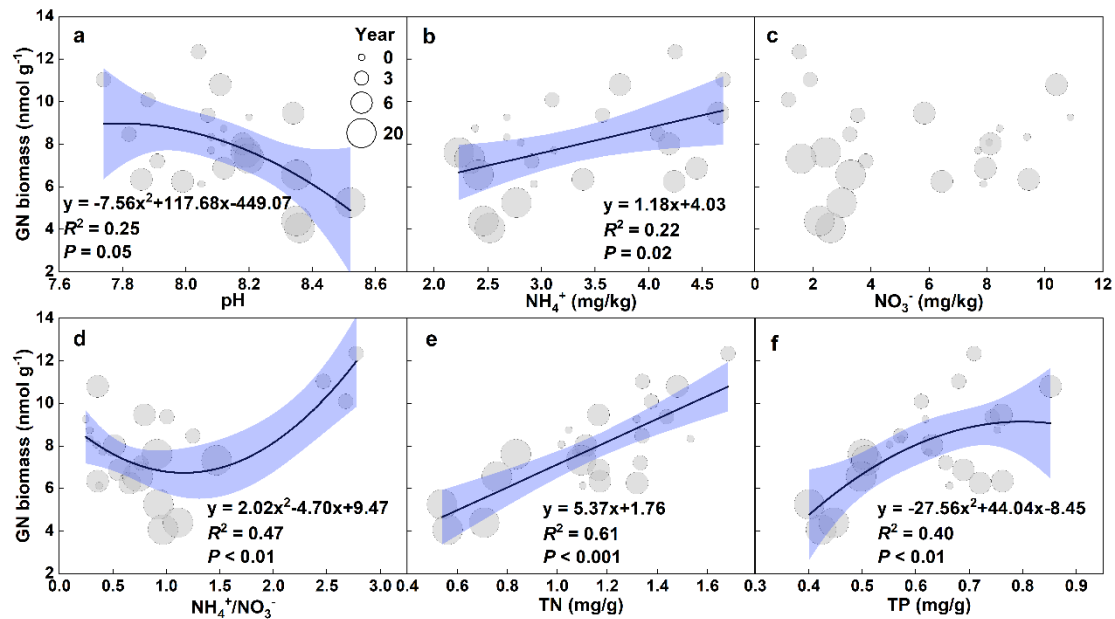 14
12
10
8
6
4
2
GN biomass (nmol g⁻¹)
a
Year
0
3
6
20
y = -7.56x²+117.68x-449.07
R² = 0.25
P = 0.05
7.6 7.8 8.0 8.2 8.4 8.6
pH
b
y = 1.18x+4.03
R² = 0.22
P = 0.02
2.0 2.5 3.0 3.5 4.0 4.5
NH₄⁺ (mg/kg)
c
0 2 4 6 8 10 12
NO₃⁻ (mg/kg)
14
12
10
8
6
4
2
GN biomass (nmol g⁻¹)
d
y = 2.02x²-4.70x+9.47
R² = 0.47
P < 0.01
0.0 0.5 1.0 1.5 2.0 2.5 3.0
NH₄⁺/NO₃⁻
e
y = 5.37x+1.76
R² = 0.61
P < 0.001
0.4 0.6 0.8 1.0 1.2 1.4 1.6
TN (mg/g)
f
y = -27.56x²+44.04x-8.45
R² = 0.40
P < 0.01
0.3 0.4 0.5 0.6 0.7 0.8 0.9
TP (mg/g)